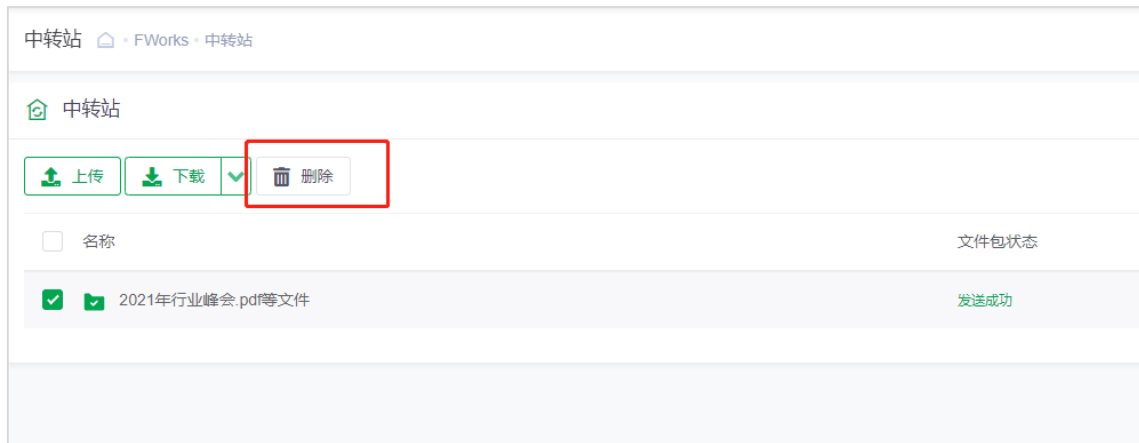 中转站 • FWorks • 中转站
中转站
上传 下载 删除
名称 文件包状态
2021年行业峰会.pdf等文件 发送成功